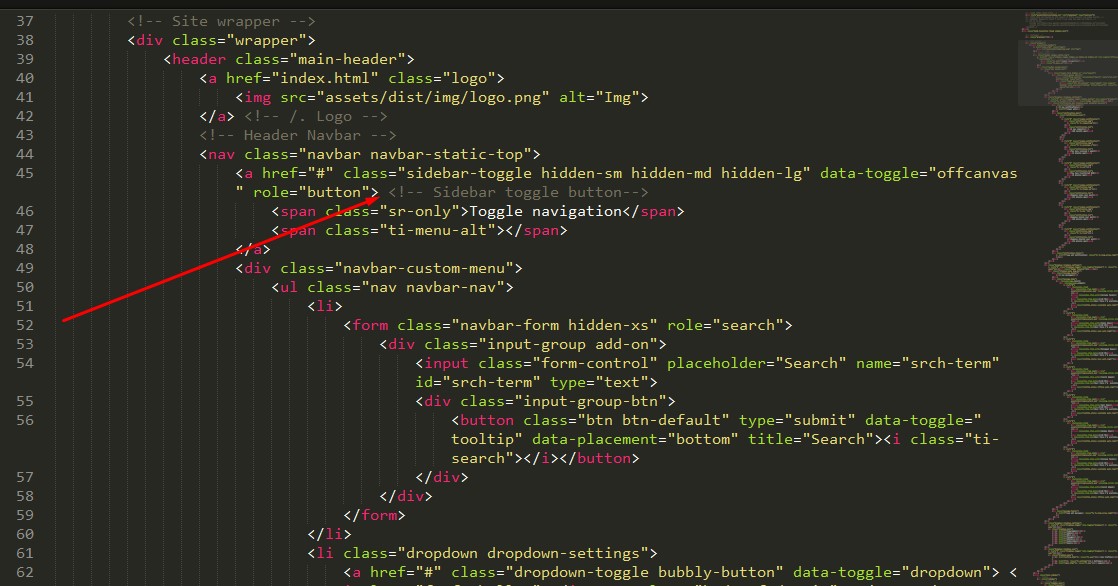 37 <!-- Site wrapper -->
38 <div class="wrapper">
39 <header class="main-header">
40 <a href="index.html" class="logo">
41 <img src="assets/dist/img/logo.png" alt="Img">
42 </a> <!-- /. Logo -->
43 <!-- Header Navbar -->
44 <nav class="navbar navbar-static-top">
45 <a href="#" class="sidebar-toggle hidden-sm hidden-md hidden-lg" data-toggle="offcanvas
" role="button"> <!-- Sidebar toggle button-->
46 <span class="sr-only">Toggle navigation</span>
47 <span class="ti-menu-alt"></span>
48 </a>
49 <div class="navbar-custom-menu">
50 <ul class="nav navbar-nav">
51 <li>
52 <form class="navbar-form hidden-xs" role="search">
53 <div class="input-group add-on">
54 <input class="form-control" placeholder="Search" name="srch-term"
id="srch-term" type="text">
55 <div class="input-group-btn">
56 <button class="btn btn-default" type="submit" data-toggle="
tooltip" data-placement="bottom" title="Search"><i class="ti-
search"></i></button>
57 </div>
58 </div>
59 </form>
60 </li>
61 <li class="dropdown dropdown-settings">
62 <a href="#" class="dropdown-toggle bubbly-button" data-toggle="dropdown"> <